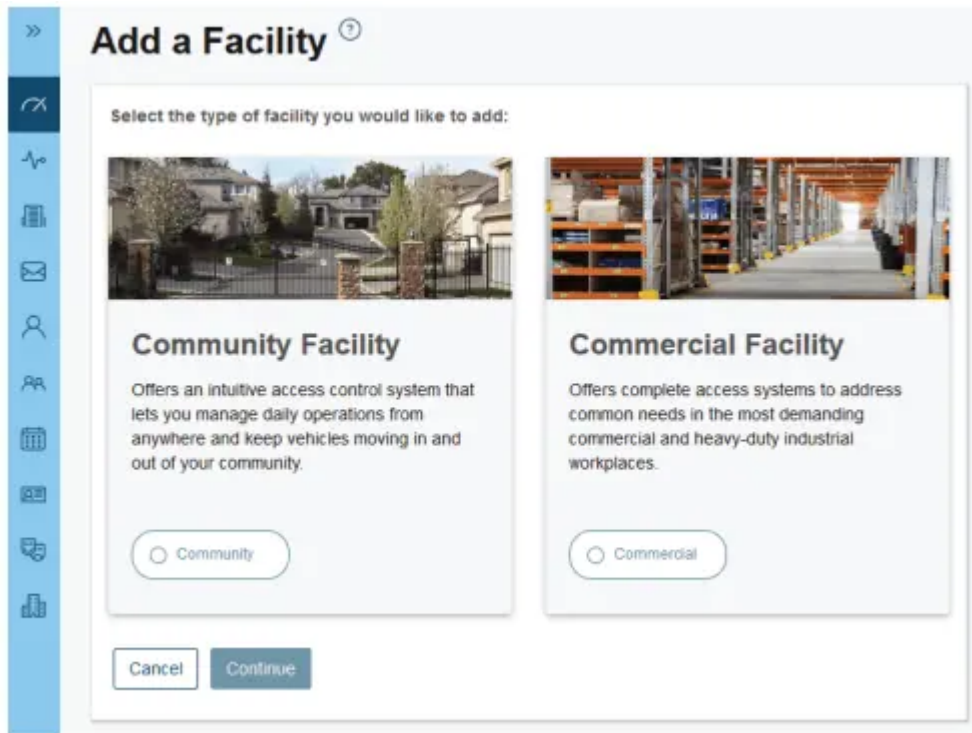 Add a Facility ?
Select the type of facility you would like to add:
Community Facility
Offers an intuitive access control system that
lets you manage daily operations from
anywhere and keep vehicles moving in and
out of your community.
Community
Commercial Facility
Offers complete access systems to address
common needs in the most demanding
commercial and heavy-duty industrial
workplaces.
Commercial
Cancel
Continue